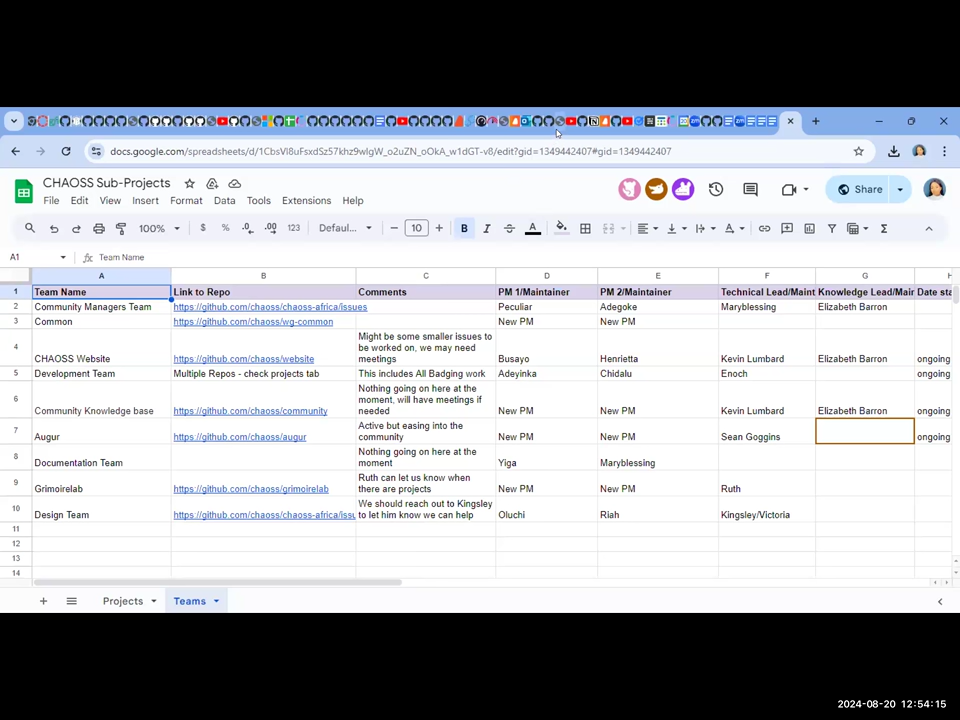 docs.google.com/spreadsheets/d/1CbsVl8uFsxdSz57khz9wIgW_o2uZN_oOkA_w1dGT-v8/edit?gid=1349442407#gid=1349442407
CHAOSS Sub-Projects
File Edit View Insert Format Data Tools Extensions Help
Share
100% $ % .0 .00 123 Defaul... 10 B I A
A1 Team Name
A B C D E F G H
1 Team Name Link to Repo Comments PM 1/Maintainer PM 2/Maintainer Technical Lead/Maint Knowledge Lead/Mair Date sta
2 Community Managers Team https://github.com/chaoss/chaoss-africa/issues Peculiar Adegoke Maryblessing Elizabeth Barron
3 Common https://github.com/chaoss/wg-common New PM New PM
Might be some smaller issues to
be worked on, we may need
4 CHAOSS Website https://github.com/chaoss/website meetings Busayo Henrietta Kevin Lumbard Elizabeth Barron ongoing
5 Development Team Multiple Repos - check projects tab This includes All Badging work Adeyinka Chidalu Enoch ongoing
Nothing going on here at the
moment, will have meetings if
6 Community Knowledge base https://github.com/chaoss/community needed New PM New PM Kevin Lumbard Elizabeth Barron ongoing
Active but easing into the
7 Augur https://github.com/chaoss/augur community New PM New PM Sean Goggins ongoing
Nothing going on here at the
8 Documentation Team moment Yiga Maryblessing
Ruth can let us know when
9 Grimoirelab https://github.com/chaoss/grimoirelab there are projects New PM New PM Ruth
We should reach out to Kingsley
10 Design Team https://github.com/chaoss/chaoss-africa/issu to let him know we can help Oluchi Riah Kingsley/Victoria
11
12
13
14
Projects Teams
2024-08-20 12:54:15